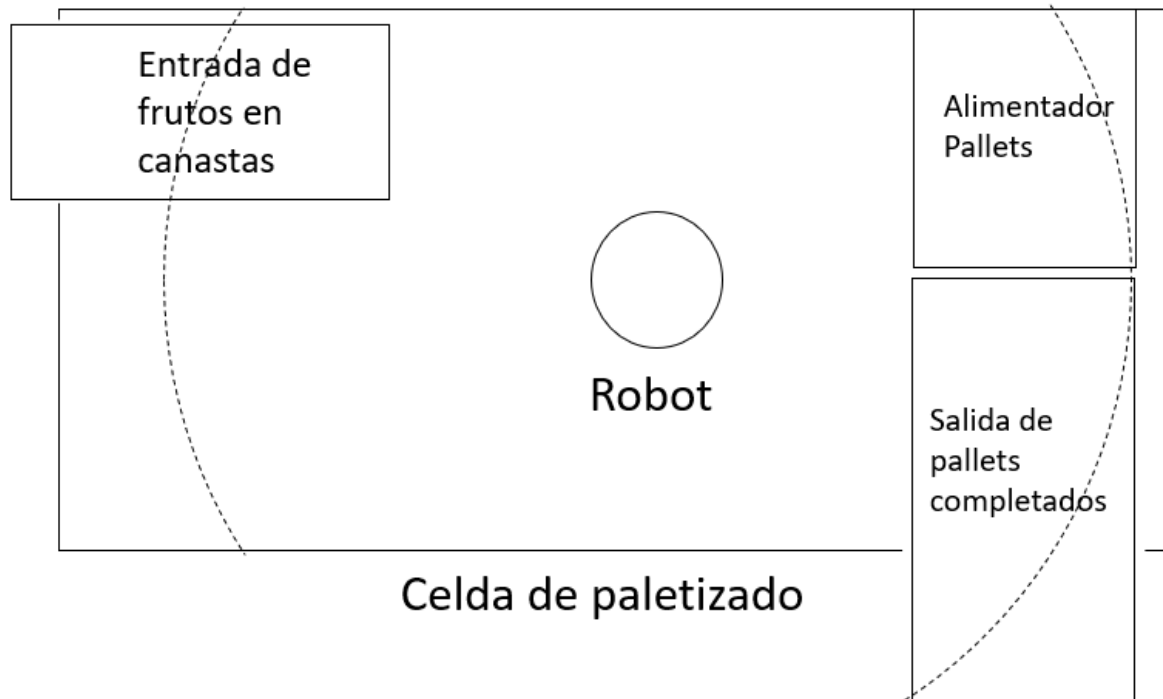 Entrada de
frutos en
canastas
Alimentador
Pallets
Robot
Salida de
pallets
completados
Celda de paletizado